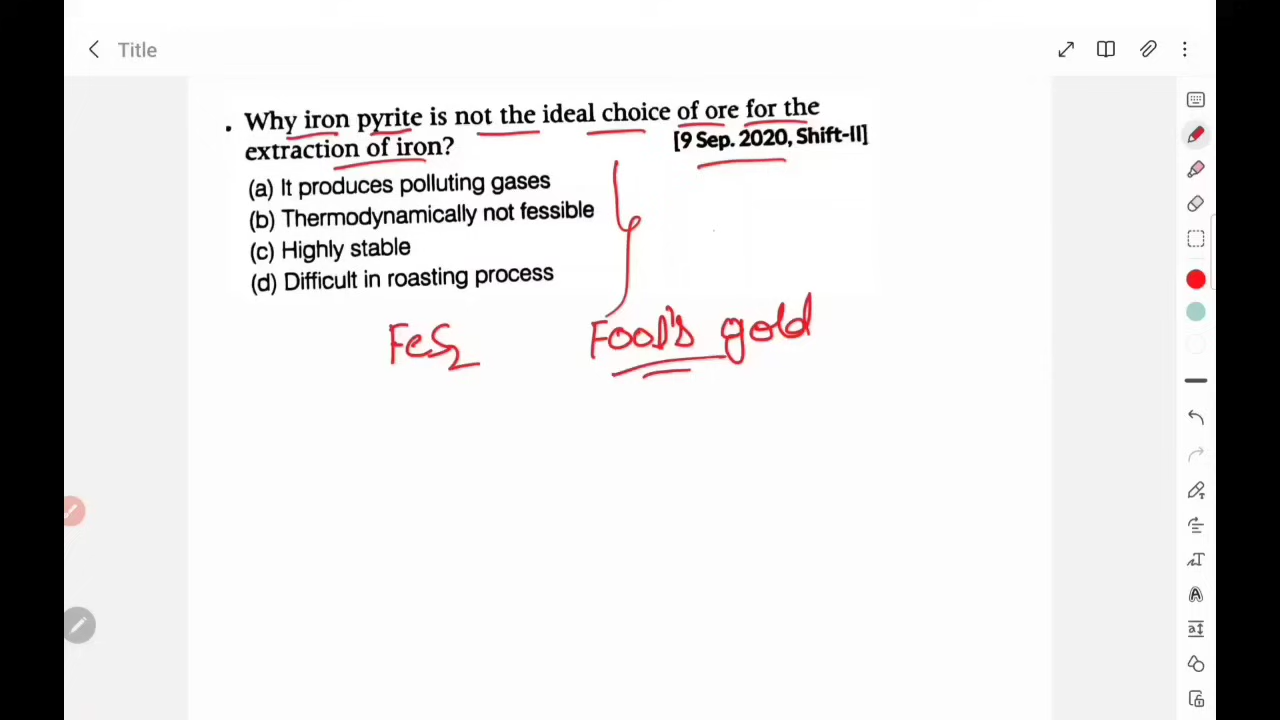 Title
. Why iron pyrite is not the ideal choice of ore for the
extraction of iron? [9 Sep. 2020, Shift-II]
(a) It produces polluting gases
(b) Thermodynamically not fessible
(c) Highly stable
(d) Difficult in roasting process
FeS2 Fool's gold